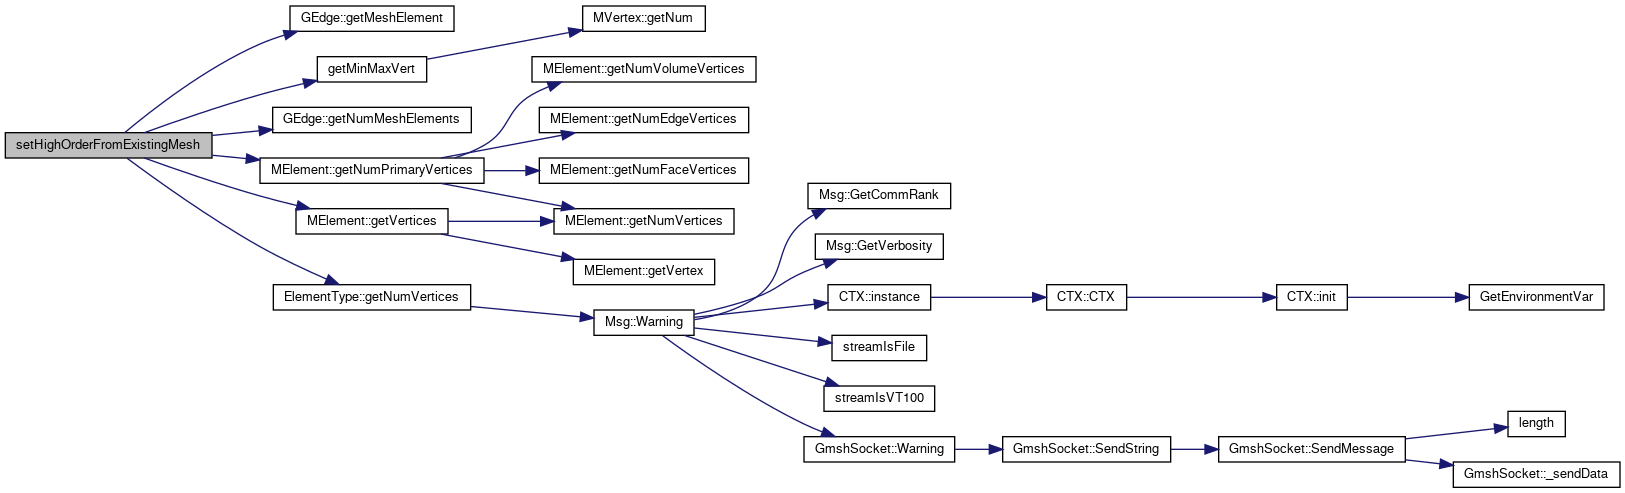 GEdge::getMeshElement
MVertex::getNum
getMinMaxVert
MElement::getNumVolumeVertices
GEdge::getNumMeshElements
MElement::getNumEdgeVertices
setHighOrderFromExistingMesh
MElement::getNumPrimaryVertices
MElement::getNumFaceVertices
Msg::GetCommRank
MElement::getVertices
MElement::getNumVertices
Msg::GetVerbosity
MElement::getVertex
ElementType::getNumVertices
CTX::instance
CTX::CTX
CTX::init
GetEnvironmentVar
Msg::Warning
streamIsFile
streamIsVT100
length
GmshSocket::Warning
GmshSocket::SendString
GmshSocket::SendMessage
GmshSocket::_sendData